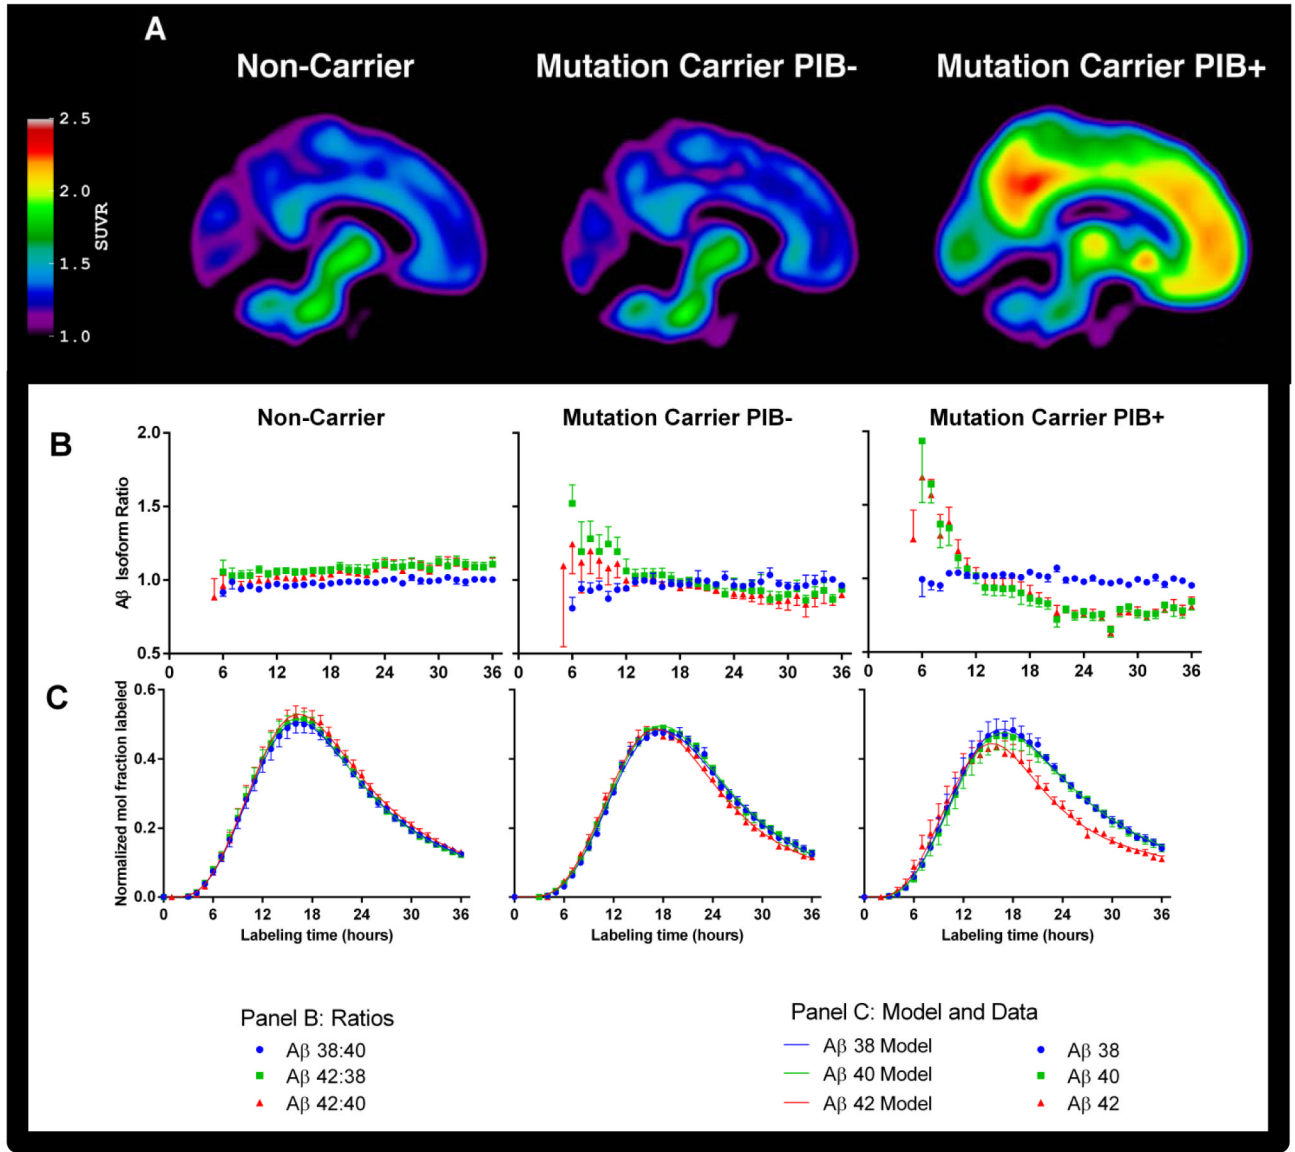 A
Non-Carrier Mutation Carrier PIB- Mutation Carrier PIB+
2.5
2.0
1.5
1.0
SUVR
B
Non-Carrier Mutation Carrier PIB- Mutation Carrier PIB+
Aβ Isoform Ratio
2.0
1.5
1.0
0.5
0 6 12 18 24 30 36 0 6 12 18 24 30 36 0 6 12 18 24 30 36
C
Normalized mol fraction labeled
0.6
0.4
0.2
0.0
0 6 12 18 24 30 36 0 6 12 18 24 30 36 0 6 12 18 24 30 36
Labeling time (hours) Labeling time (hours) Labeling time (hours)
Panel B: Ratios
Aβ 38:40
Aβ 42:38
Aβ 42:40
Panel C: Model and Data
Aβ 38 Model Aβ 38
Aβ 40 Model Aβ 40
Aβ 42 Model Aβ 42